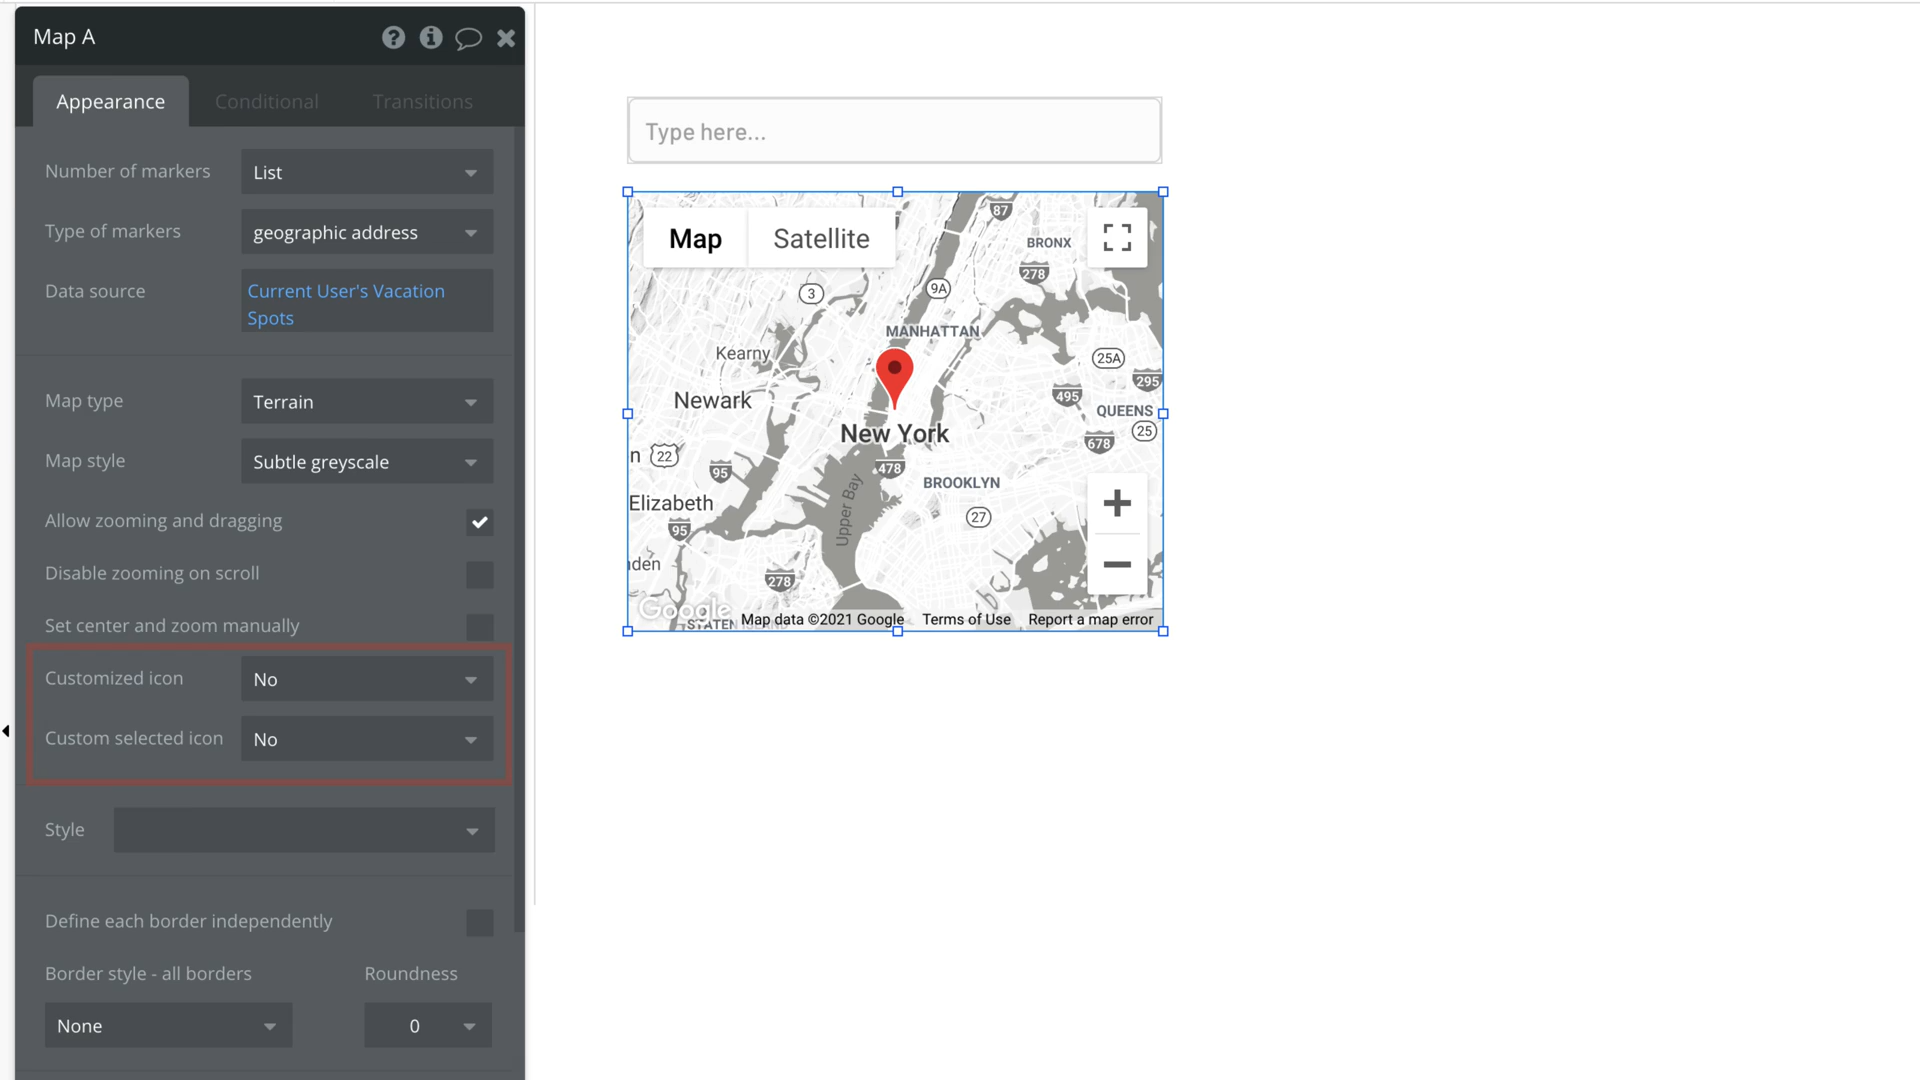 Map A
Appearance
Conditional
Transitions
Number of markers
List
Type of markers
geographic address
Data source
Current User's Vacation
Spots
Map type
Terrain
Map style
Subtle greyscale
Allow zooming and dragging
Disable zooming on scroll
Set center and zoom manually
Customized icon
No
Custom selected icon
No
Style
Define each border independently
Border style - all borders
Roundness
None
0
Type here...
Map
Satellite
87
BRONX
278
3
9A
MANHATTAN
Kearny
25A
295
495
Newark
QUEENS
25
New York
678
n
22
95
478
BROOKLYN
Elizabeth
Upper Bay
27
95
den
278
Google
STATEN ISLAND
Map data ©2021 Google
Terms of Use
Report a map error